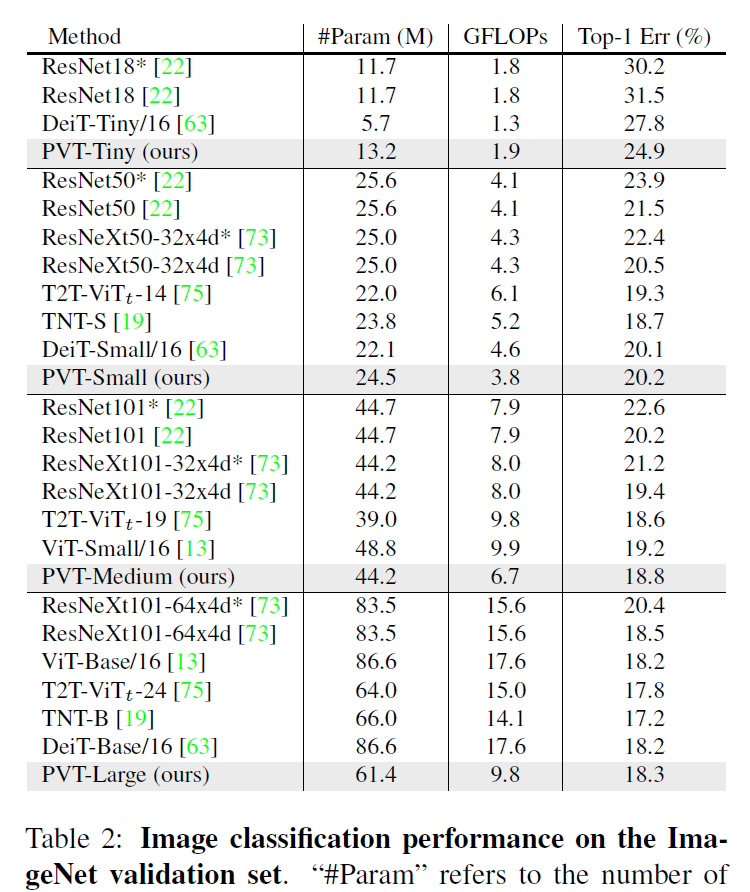 Method #Param (M) GFLOPs Top-1 Err (%)
ResNet18* [22] 11.7 1.8 30.2
ResNet18 [22] 11.7 1.8 31.5
DeiT-Tiny/16 [63] 5.7 1.3 27.8
PVT-Tiny (ours) 13.2 1.9 24.9
ResNet50* [22] 25.6 4.1 23.9
ResNet50 [22] 25.6 4.1 21.5
ResNeXt50-32x4d* [73] 25.0 4.3 22.4
ResNeXt50-32x4d [73] 25.0 4.3 20.5
T2T-ViTt-14 [75] 22.0 6.1 19.3
TNT-S [19] 23.8 5.2 18.7
DeiT-Small/16 [63] 22.1 4.6 20.1
PVT-Small (ours) 24.5 3.8 20.2
ResNet101* [22] 44.7 7.9 22.6
ResNet101 [22] 44.7 7.9 20.2
ResNeXt101-32x4d* [73] 44.2 8.0 21.2
ResNeXt101-32x4d [73] 44.2 8.0 19.4
T2T-ViTt-19 [75] 39.0 9.8 18.6
ViT-Small/16 [13] 48.8 9.9 19.2
PVT-Medium (ours) 44.2 6.7 18.8
ResNeXt101-64x4d* [73] 83.5 15.6 20.4
ResNeXt101-64x4d [73] 83.5 15.6 18.5
ViT-Base/16 [13] 86.6 17.6 18.2
T2T-ViTt-24 [75] 64.0 15.0 17.8
TNT-B [19] 66.0 14.1 17.2
DeiT-Base/16 [63] 86.6 17.6 18.2
PVT-Large (ours) 61.4 9.8 18.3
Table 2: Image classification performance on the Ima-
geNet validation set. “#Param” refers to the number of